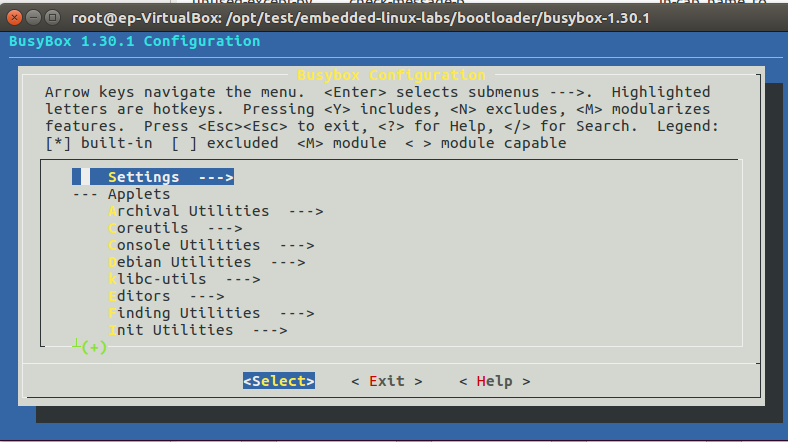 root@ep-VirtualBox: /opt/test/embedded-linux-labs/bootloader/busybox-1.30.1
BusyBox 1.30.1 Configuration
Busybox Configuration
Arrow keys navigate the menu.  <Enter> selects submenus --->.  Highlighted
letters are hotkeys.  Pressing <Y> includes, <N> excludes, <M> modularizes
features.  Press <Esc><Esc> to exit, <?> for Help, </> for Search.  Legend:
[*] built-in  [ ] excluded  <M> module  < > module capable
Settings  --->
--- Applets
Archival Utilities  --->
Coreutils  --->
Console Utilities  --->
Debian Utilities  --->
klibc-utils  --->
Editors  --->
Finding Utilities  --->
Init Utilities  --->
┴(+)
<Select>    < Exit >    < Help >